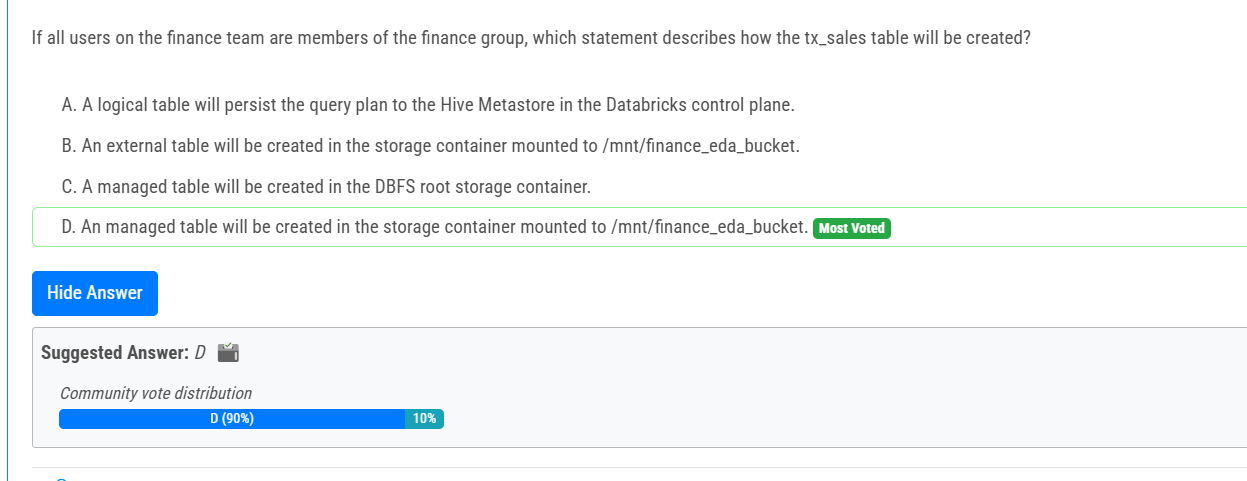 If all users on the finance team are members of the finance group, which statement describes how the tx_sales table will be created?
A. A logical table will persist the query plan to the Hive Metastore in the Databricks control plane.
B. An external table will be created in the storage container mounted to /mnt/finance_eda_bucket.
C. A managed table will be created in the DBFS root storage container.
D. An managed table will be created in the storage container mounted to /mnt/finance_eda_bucket. Most Voted
Hide Answer
Suggested Answer: D
Community vote distribution
D (90%) 10%